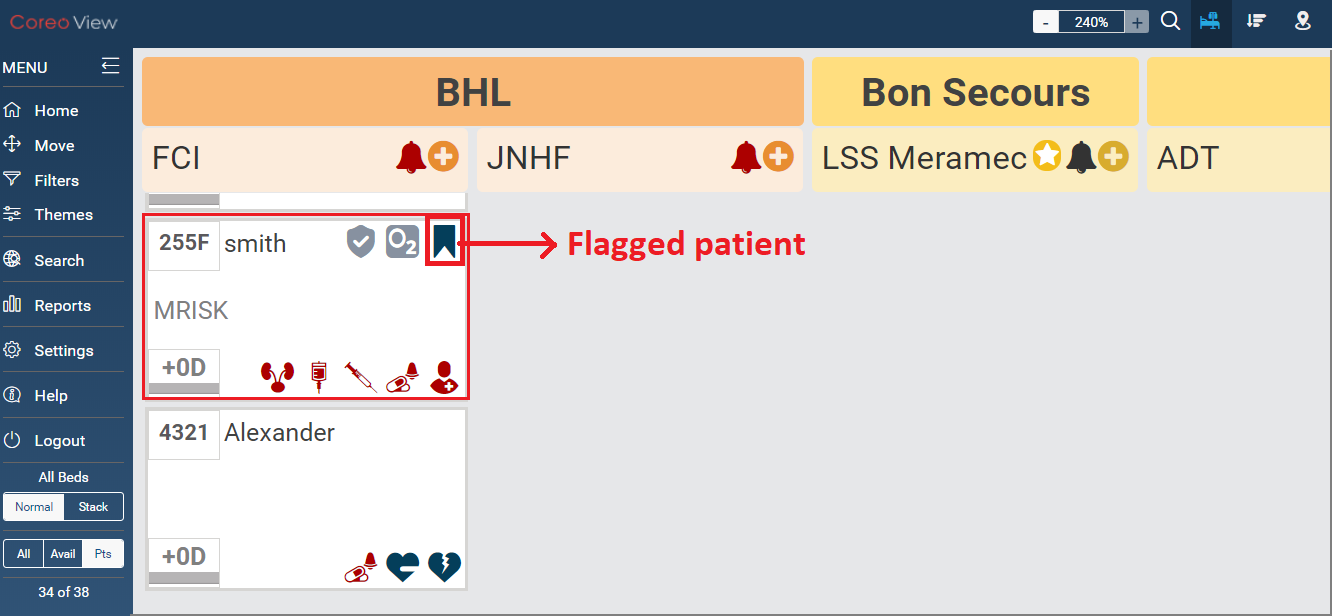 Coreo View
- 240% +
MENU
Home
Move
Filters
Themes
Search
Reports
Settings
Help
Logout
All Beds
Normal Stack
All Avail Pts
34 of 38
BHL
Bon Secours
FCI
JNHF
LSS Meramec
ADT
255F smith O2
Flagged patient
MRISK
+0D
4321 Alexander
+0D